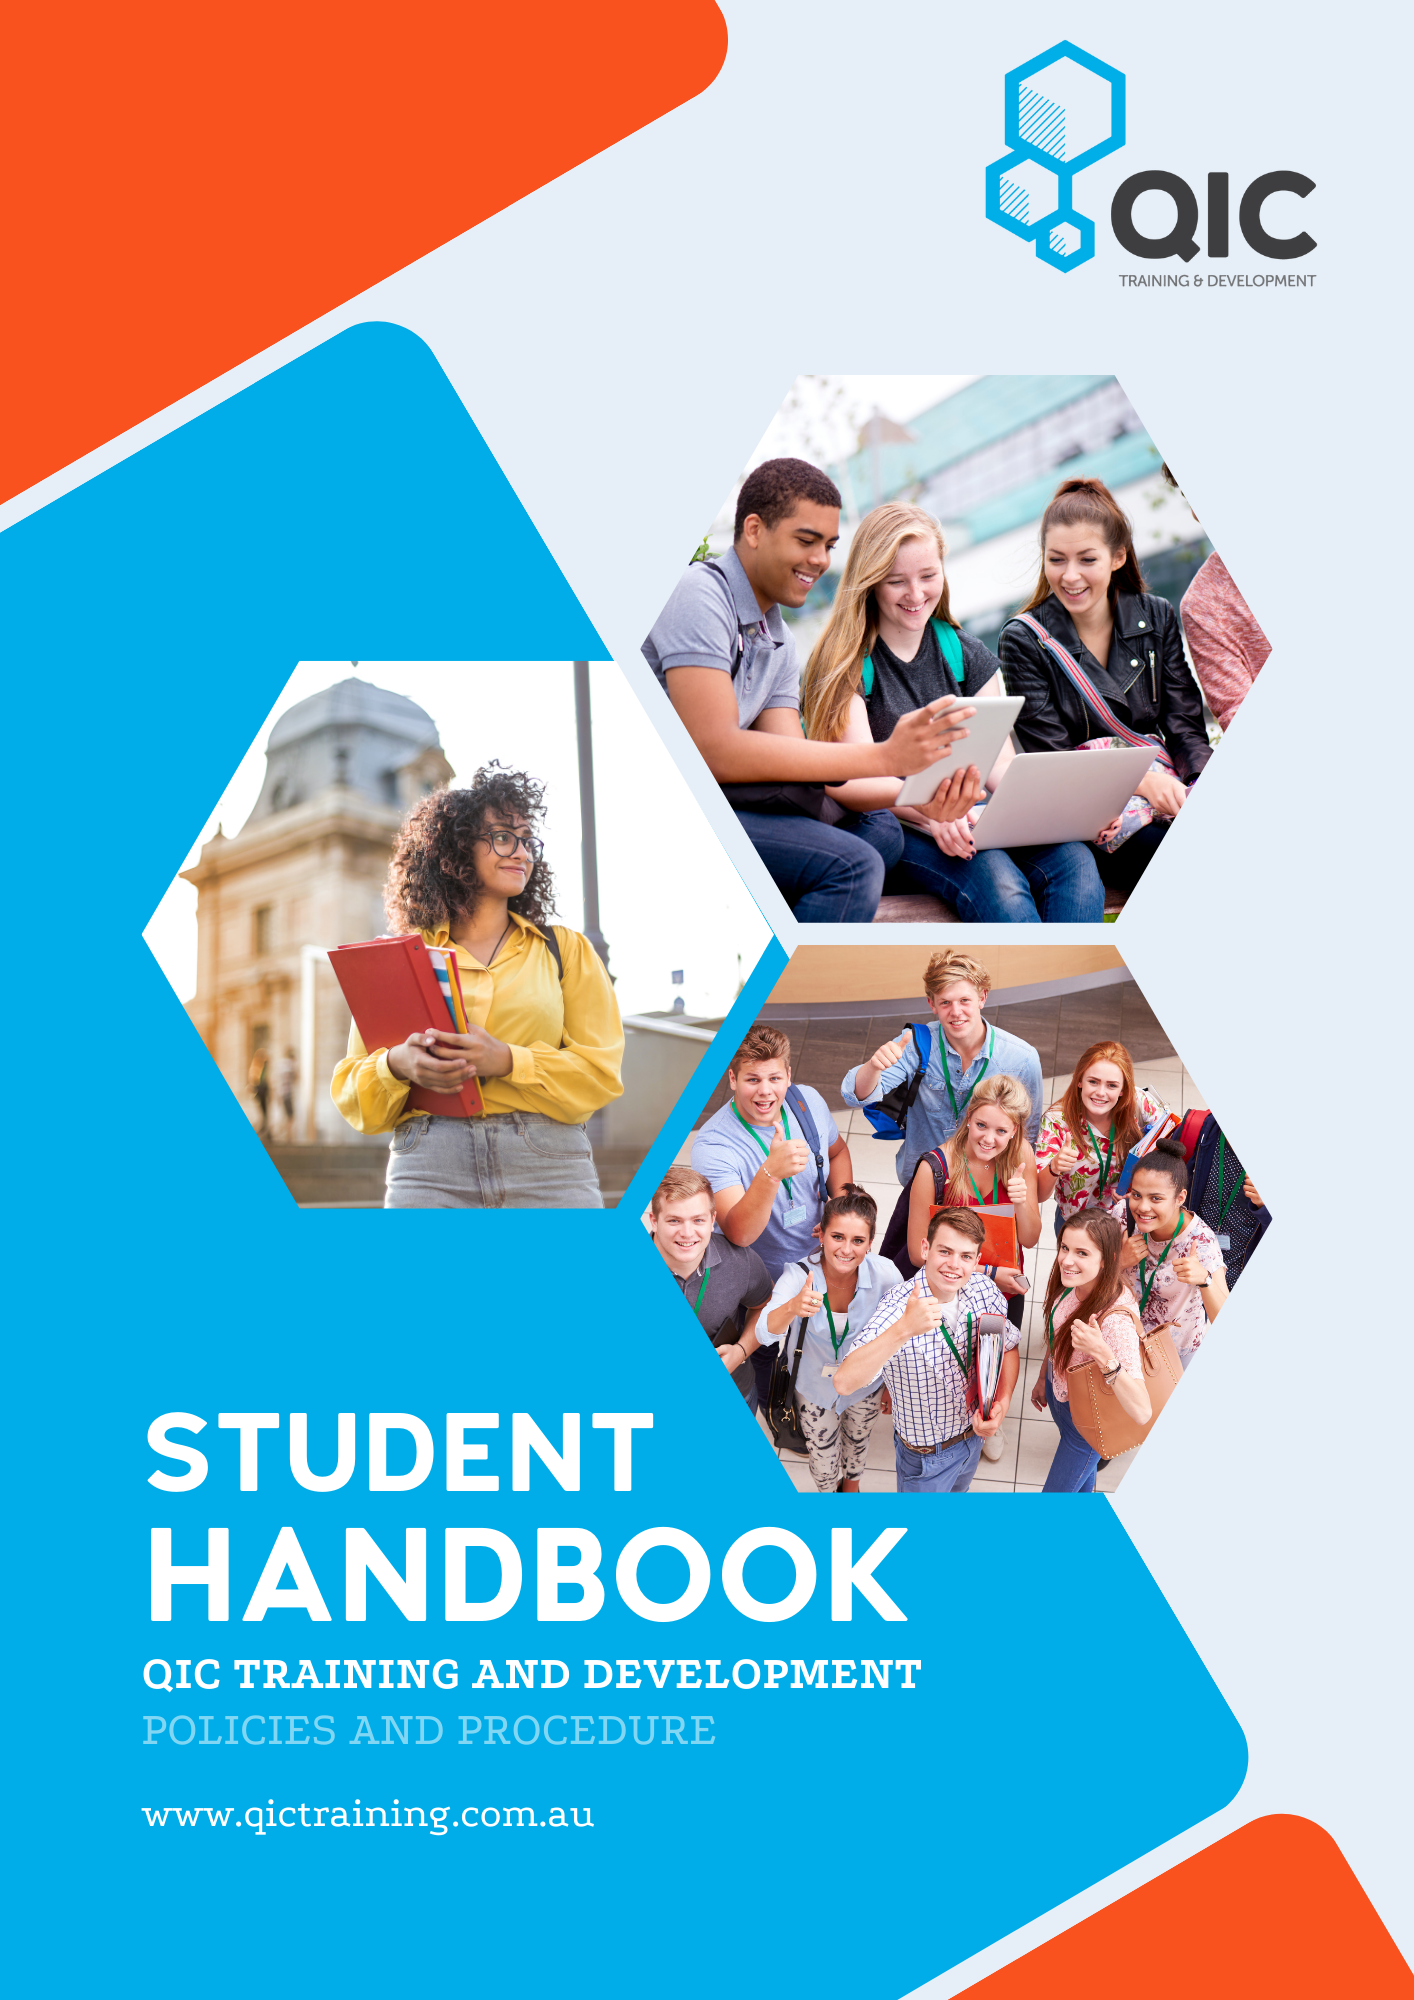 QIC
TRAINING & DEVELOPMENT
STUDENT
HANDBOOK
QIC TRAINING AND DEVELOPMENT
POLICIES AND PROCEDURE
www.qictraining.com.au